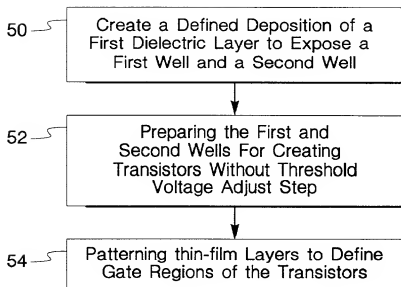 50
Create a Defined Deposition of a
First Dielectric Layer to Expose a
First Well and a Second Well
52
Preparing the First and
Second Wells For Creating
Transistors Without Threshold
Voltage Adjust Step
54
Patterning thin-film Layers to Define
Gate Regions of the Transistors